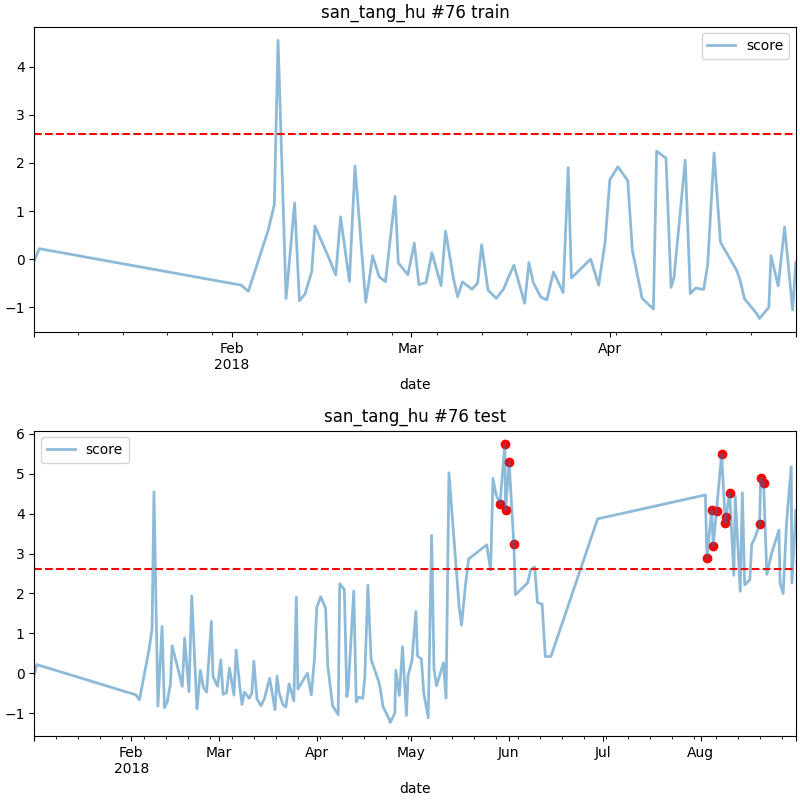 san_tang_hu #76 train
score
4
3
2
1
0
−1
Feb Mar Apr
2018
date
san_tang_hu #76 test
score
6
5
4
3
2
1
0
−1
Feb Mar Apr May Jun Jul Aug
2018
date